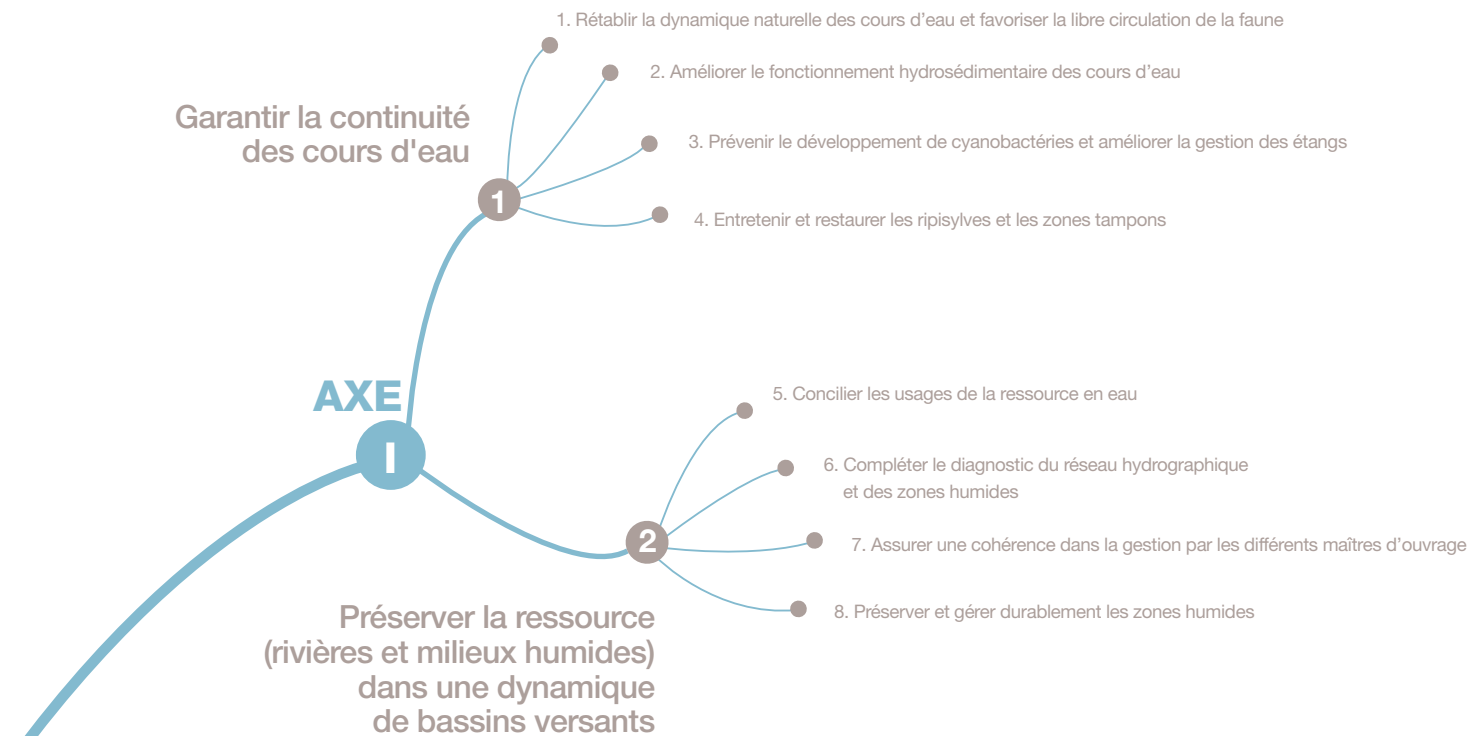 1. Rétablir la dynamique naturelle des cours d’eau et favoriser la libre circulation de la faune
2. Améliorer le fonctionnement hydrosédimentaire des cours d’eau
Garantir la continuité
des cours d'eau
3. Prévenir le développement de cyanobactéries et améliorer la gestion des étangs
1
4. Entretenir et restaurer les ripisylves et les zones tampons
AXE
I
5. Concilier les usages de la ressource en eau
6. Compléter le diagnostic du réseau hydrographique
et des zones humides
2
7. Assurer une cohérence dans la gestion par les différents maîtres d’ouvrage
8. Préserver et gérer durablement les zones humides
Préserver la ressource
(rivières et milieux humides)
dans une dynamique
de bassins versants